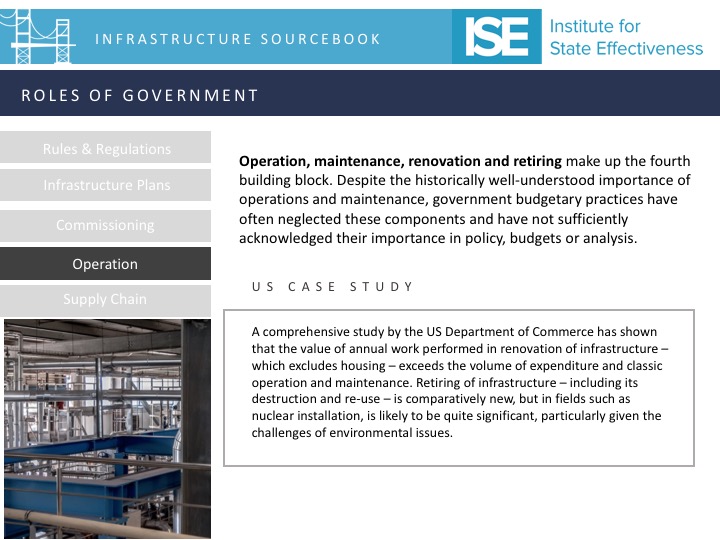 INFRASTRUCTURE SOURCEBOOK
ISE
Institute for
State Effectiveness
ROLES OF GOVERNMENT
Rules & Regulations
Infrastructure Plans
Commissioning
Operation
Supply Chain
Operation, maintenance, renovation and retiring make up the fourth
building block. Despite the historically well-understood importance of
operations and maintenance, government budgetary practices have
often neglected these components and have not sufficiently
acknowledged their importance in policy, budgets or analysis.
US CASE STUDY
A comprehensive study by the US Department of Commerce has shown
that the value of annual work performed in renovation of infrastructure –
which excludes housing – exceeds the volume of expenditure and classic
operation and maintenance. Retiring of infrastructure – including its
destruction and re-use – is comparatively new, but in fields such as
nuclear installation, is likely to be quite significant, particularly given the
challenges of environmental issues.